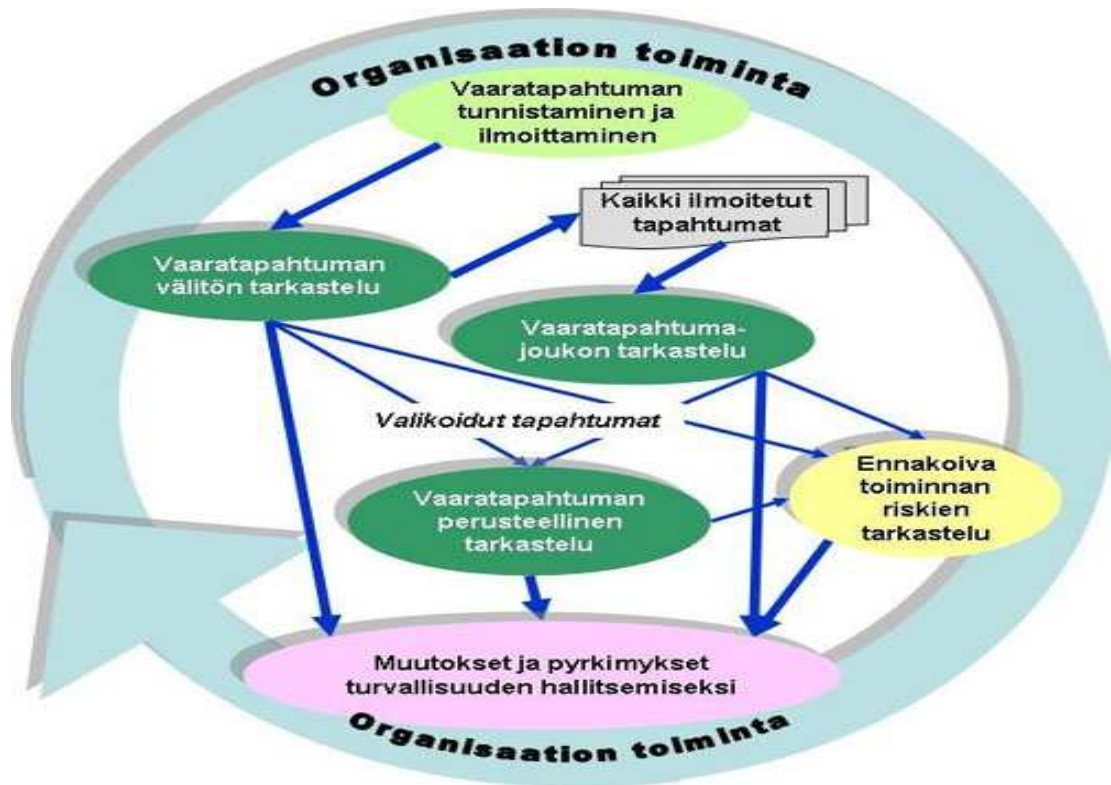 Organisaation toiminta
Vaaratapahtuman
tunnistaminen ja
ilmoittaminen
Kaikki ilmoitetut
tapahtumat
Vaaratapahtuman
välitön tarkastelu
Vaaratapahtuma-
joukon tarkastelu
Valikoidut tapahtumat
Ennakoiva
toiminnan
riskien
tarkastelu
Vaaratapahtuman
perusteellinen
tarkastelu
Muutokset ja pyrkimykset
turvallisuuden hallitsemiseksi
Organisaation toiminta